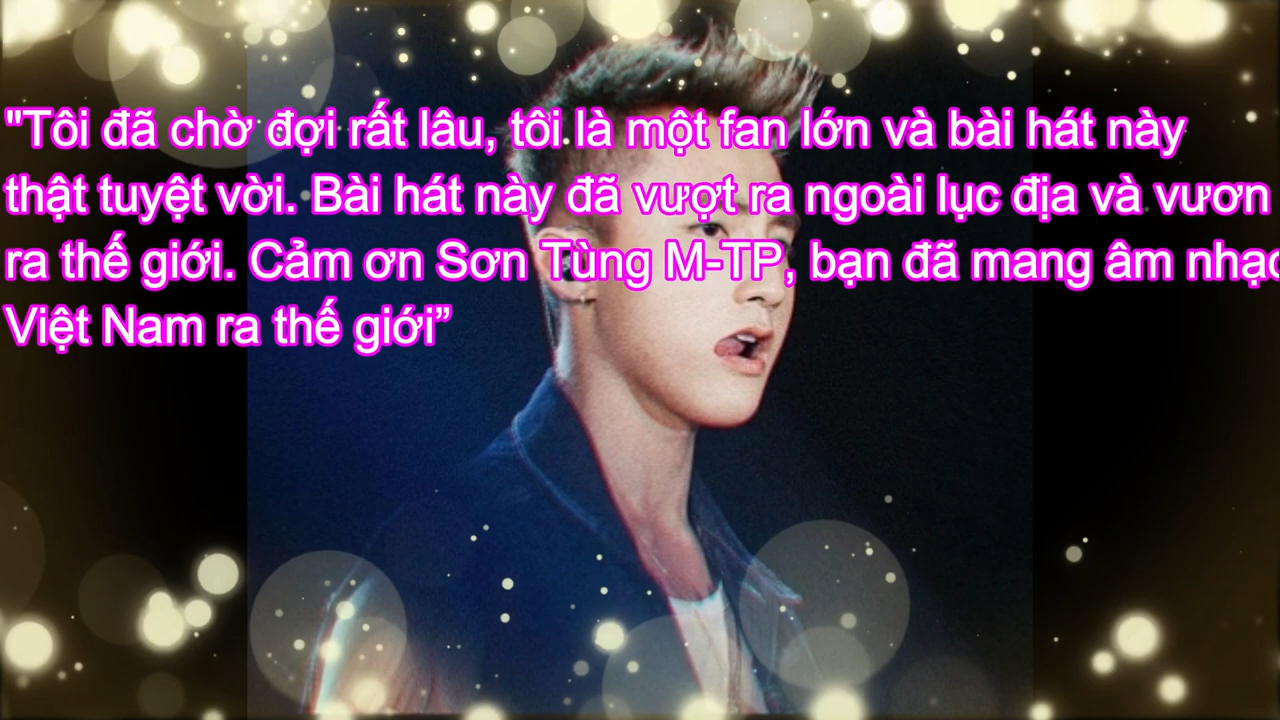 "Tôi đã chờ đợi rất lâu, tôi là một fan lớn và bài hát này
thật tuyệt vời. Bài hát này đã vượt ra ngoài lục địa và vươn
ra thế giới. Cảm ơn Sơn Tùng M-TP, bạn đã mang âm nhạc
Việt Nam ra thế giới”